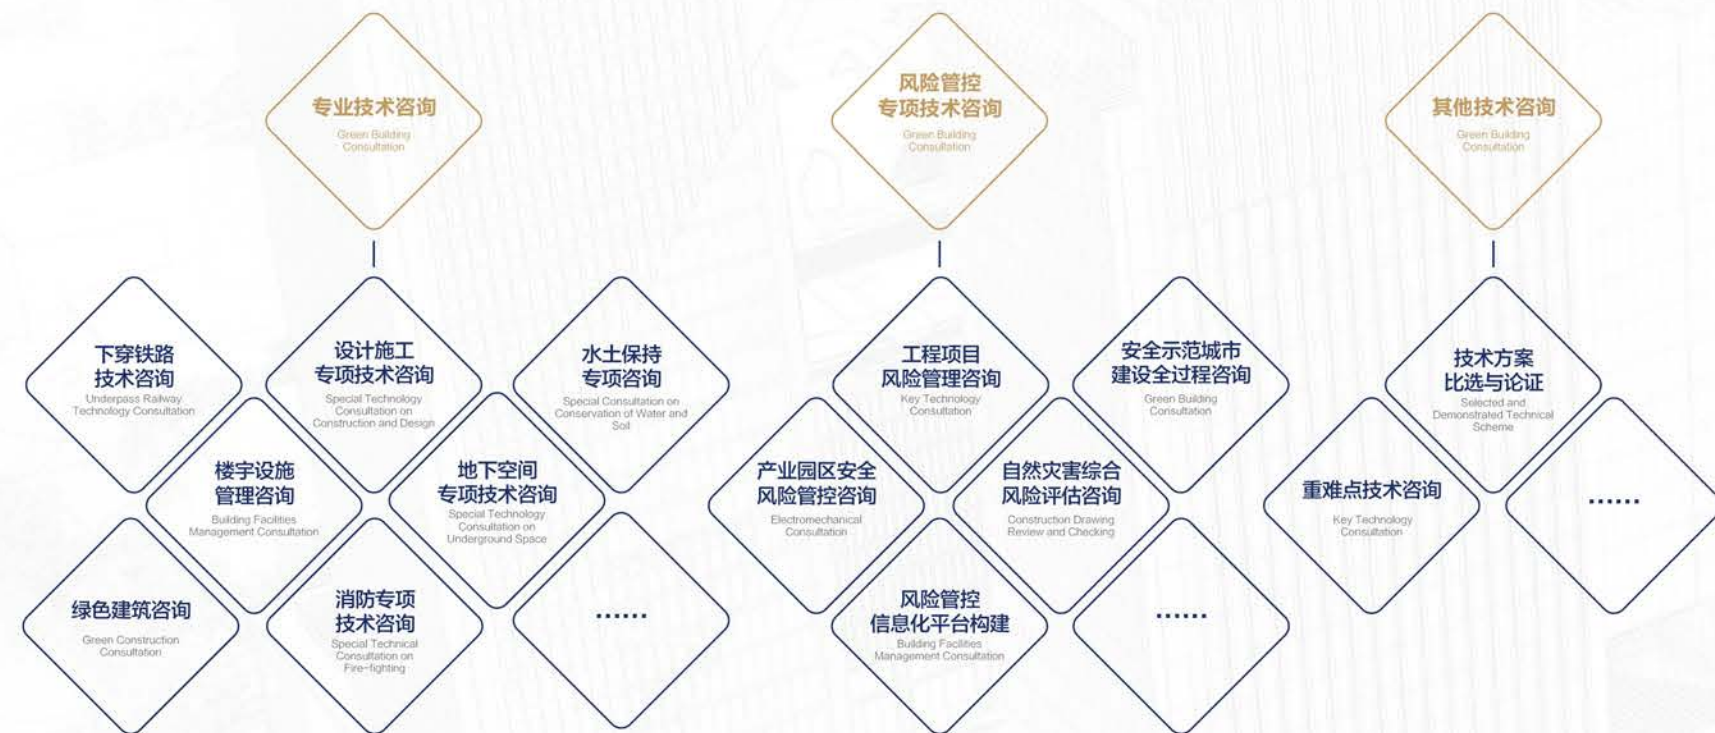 专业技术咨询
Green Building
Consultation
风险管控
专项技术咨询
Green Building
Consultation
其他技术咨询
Green Building
Consultation
下穿铁路
技术咨询
Underpass Railway
Technology Consultation
设计施工
专项技术咨询
Special Technology
Consultation on
Construction and Design
水土保持
专项咨询
Special Consultation on
Conservation of Water and
Soil
楼宇设施
管理咨询
Building Facilities
Management Consultation
地下空间
专项技术咨询
Special Technology
Consultation on
Underground Space
绿色建筑咨询
Green Construction
Consultation
消防专项
技术咨询
Special Technical
Consultation on
Fire-fighting
......
工程项目
风险管理咨询
Key Technology
Consultation
安全示范城市
建设全过程咨询
Green Building
Consultation
产业园区安全
风险管控咨询
Electromechanical
Consultation
自然灾害综合
风险评估咨询
Construction Drawing
Review and Checking
风险管控
信息化平台构建
Building Facilities
Management Consultation
......
技术方案
比选与论证
Selected and
Demonstrated Technical
Scheme
重难点技术咨询
Key Technology
Consultation
......